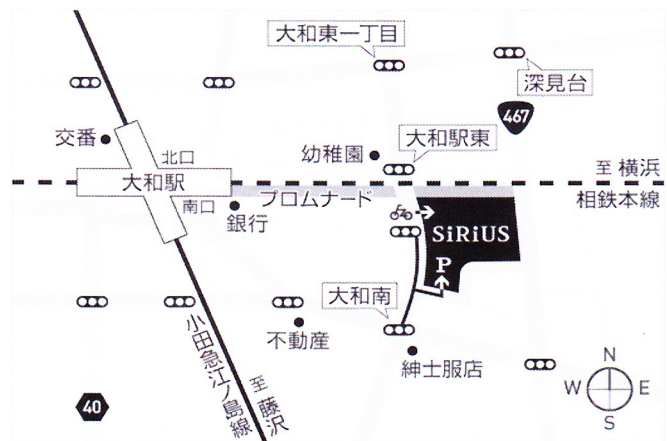 大和東一丁目
深見台
467
交番
北口
幼稚園
大和駅東
大和駅
至 横浜
南口
プロムナード
相鉄本線
銀行
SiRiUS
P
大和南
不動産
紳士服店
小田急江ノ島線
至 藤沢
40
N
W
E
S